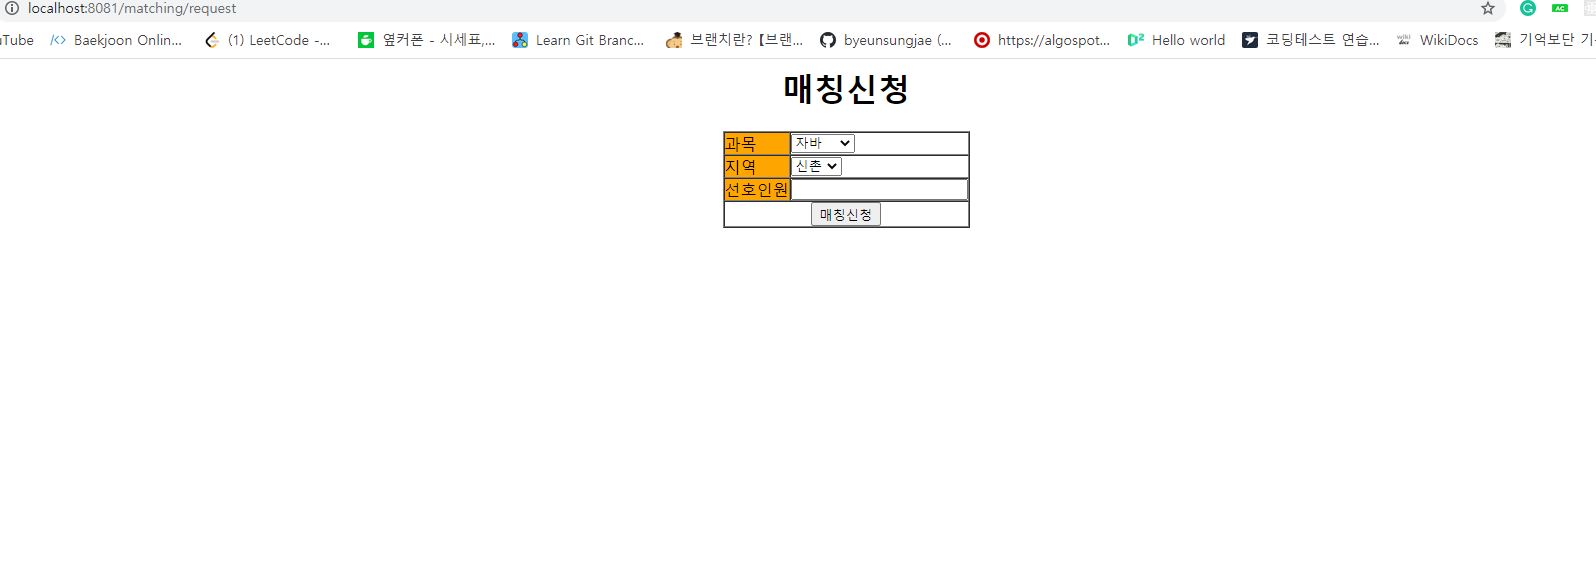 localhost:8081/matching/request
uTube Baekjoon Onlin... (1) LeetCode -... 옆커폰 - 시세표,... Learn Git Branc... 브랜치란? 【브랜... byeunsungjae (... https://algospot... Hello world 코딩테스트 연습... WikiDocs 기억보단 기
매칭신청
과목 자바
지역 신촌
선호인원
매칭신청